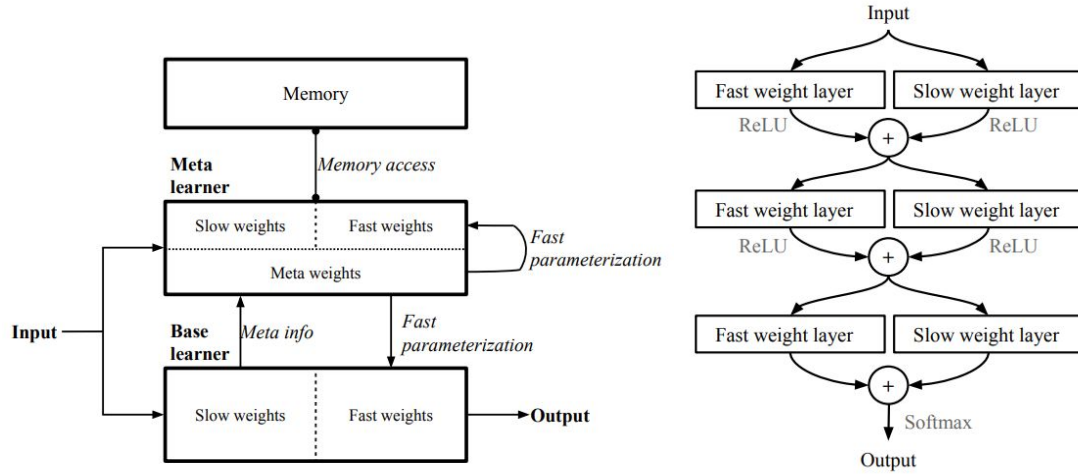 Memory
Memory access
Meta
learner
Slow weights
Fast weights
Meta weights
Fast
parameterization
Input
Base
learner
Meta info
Fast
parameterization
Slow weights
Fast weights
Output
Input
Fast weight layer
Slow weight layer
ReLU
ReLU
+
Fast weight layer
Slow weight layer
ReLU
ReLU
+
Fast weight layer
Slow weight layer
+
Softmax
Output